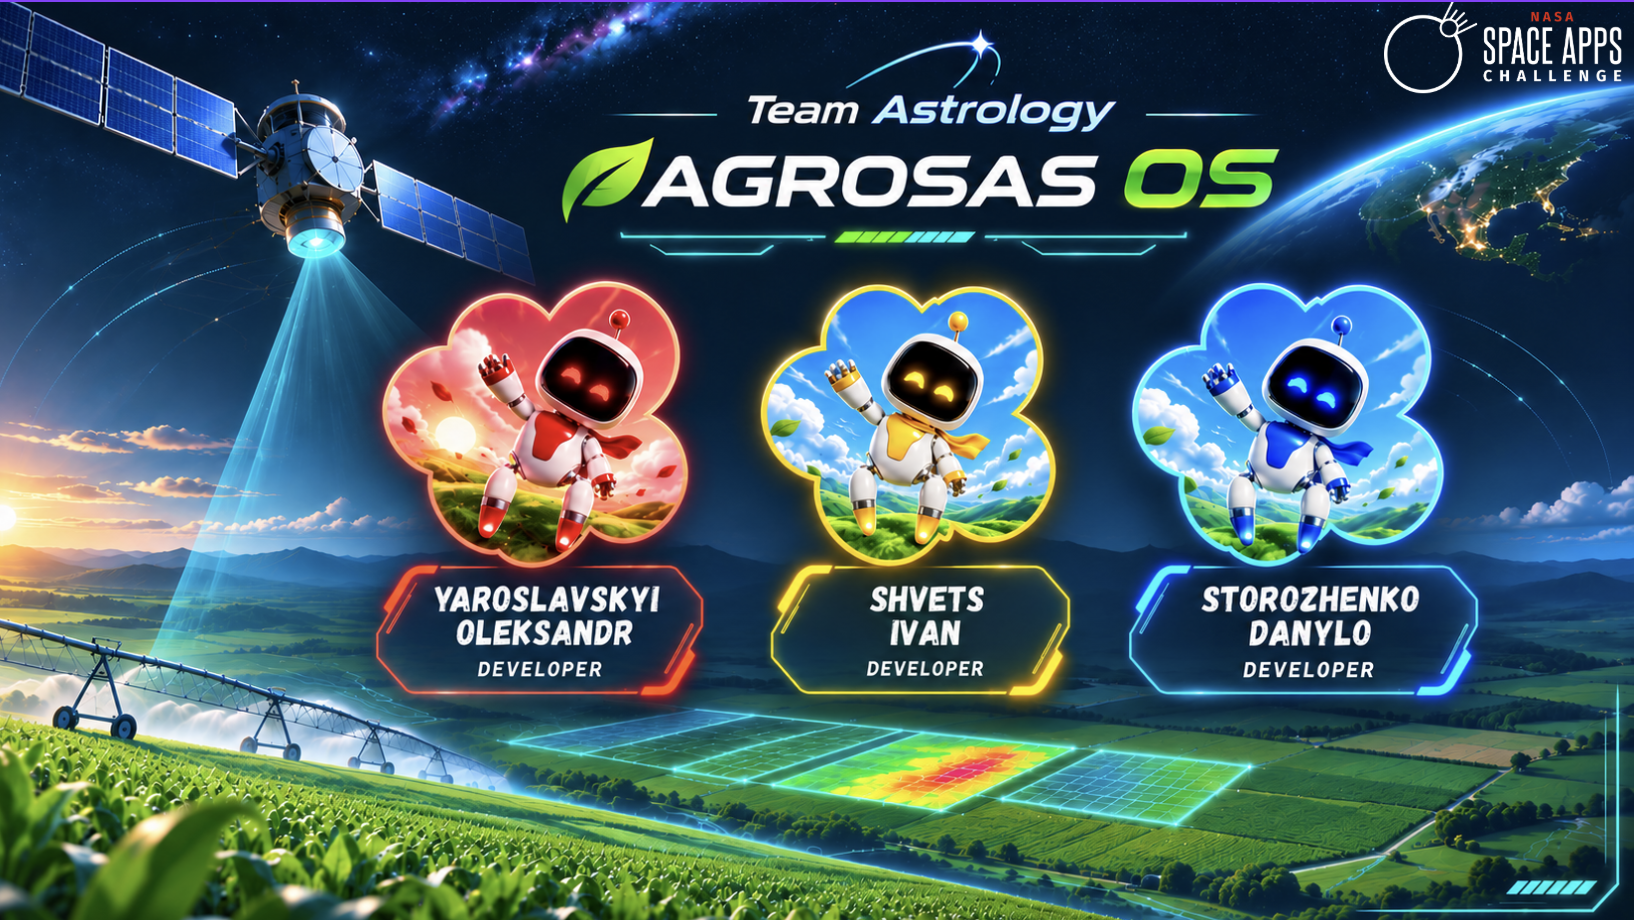 NASA
SPACE APPS
CHALLENGE
Team Astrology
AGROSAS OS
YAROSLAVSKYI
OLEKSANDR
DEVELOPER
SHVETS
IVAN
DEVELOPER
STOROZHENKO
DANYLO
DEVELOPER